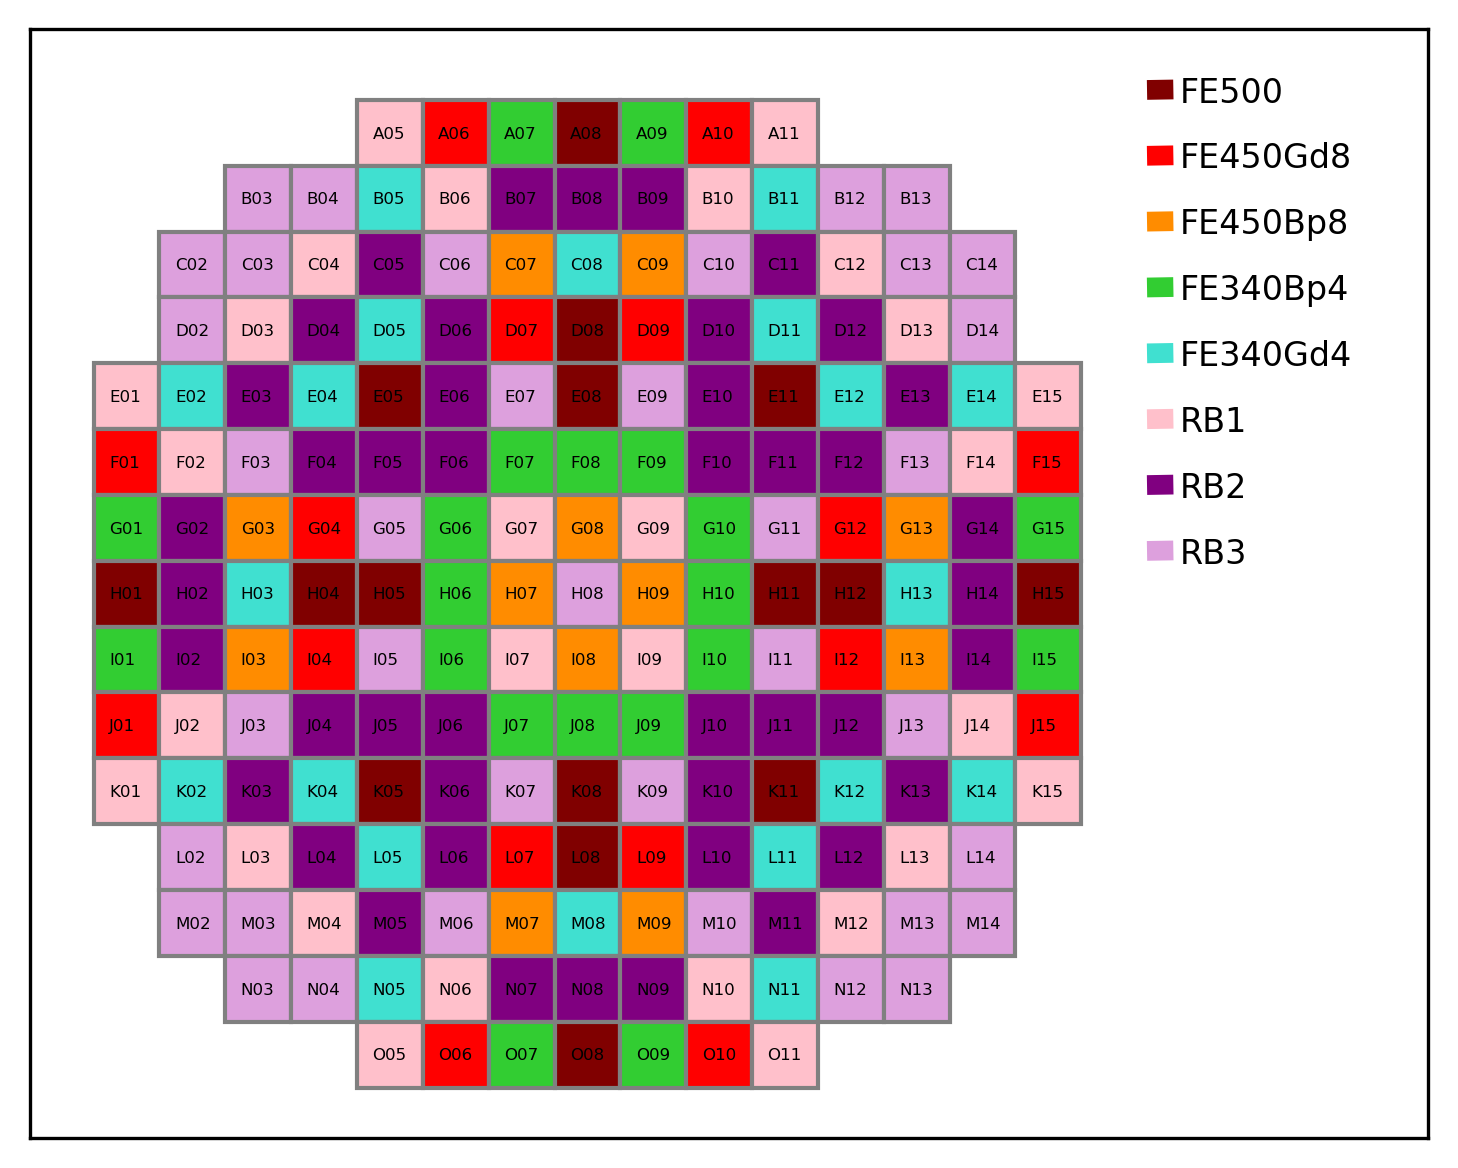 A05 A06 A07 A08 A09 A10 A11
B03 B04 B05 B06 B07 B08 B09 B10 B11 B12 B13
C02 C03 C04 C05 C06 C07 C08 C09 C10 C11 C12 C13 C14
D02 D03 D04 D05 D06 D07 D08 D09 D10 D11 D12 D13 D14
E01 E02 E03 E04 E05 E06 E07 E08 E09 E10 E11 E12 E13 E14 E15
F01 F02 F03 F04 F05 F06 F07 F08 F09 F10 F11 F12 F13 F14 F15
G01 G02 G03 G04 G05 G06 G07 G08 G09 G10 G11 G12 G13 G14 G15
H01 H02 H03 H04 H05 H06 H07 H08 H09 H10 H11 H12 H13 H14 H15
I01 I02 I03 I04 I05 I06 I07 I08 I09 I10 I11 I12 I13 I14 I15
J01 J02 J03 J04 J05 J06 J07 J08 J09 J10 J11 J12 J13 J14 J15
K01 K02 K03 K04 K05 K06 K07 K08 K09 K10 K11 K12 K13 K14 K15
L02 L03 L04 L05 L06 L07 L08 L09 L10 L11 L12 L13 L14
M02 M03 M04 M05 M06 M07 M08 M09 M10 M11 M12 M13 M14
N03 N04 N05 N06 N07 N08 N09 N10 N11 N12 N13
O05 O06 O07 O08 O09 O10 O11
FE500
FE450Gd8
FE450Bp8
FE340Bp4
FE340Gd4
RB1
RB2
RB3